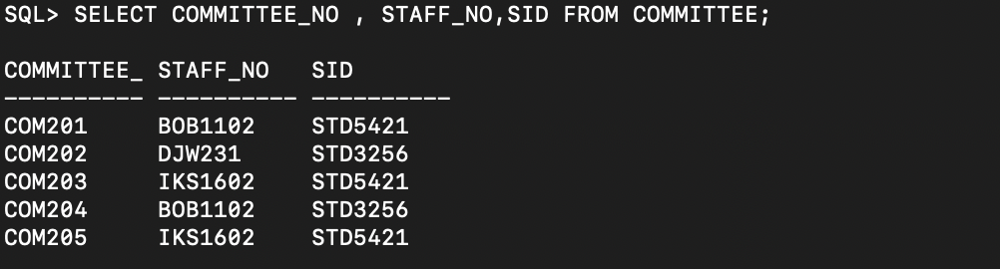 SQL> SELECT COMMITTEE_NO , STAFF_NO,SID FROM COMMITTEE;
COMMITTEE_ STAFF_NO   SID
---------- ---------- ----------
COM201     BOB1102    STD5421
COM202     DJW231     STD3256
COM203     IKS1602    STD5421
COM204     BOB1102    STD3256
COM205     IKS1602    STD5421